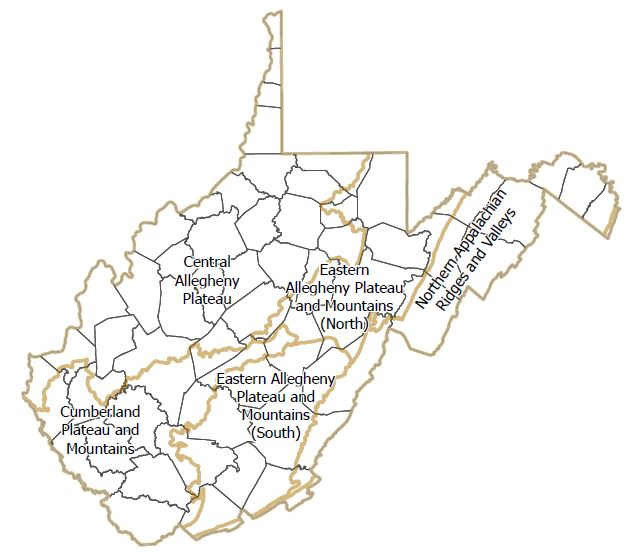 Central
Allegheny
Plateau
Eastern
Allegheny Plateau
and Mountains
(North)
Northern Appalachian
Ridges and Valleys
Eastern Allegheny
Plateau and
Mountains
(South)
Cumberland
Plateau and
Mountains